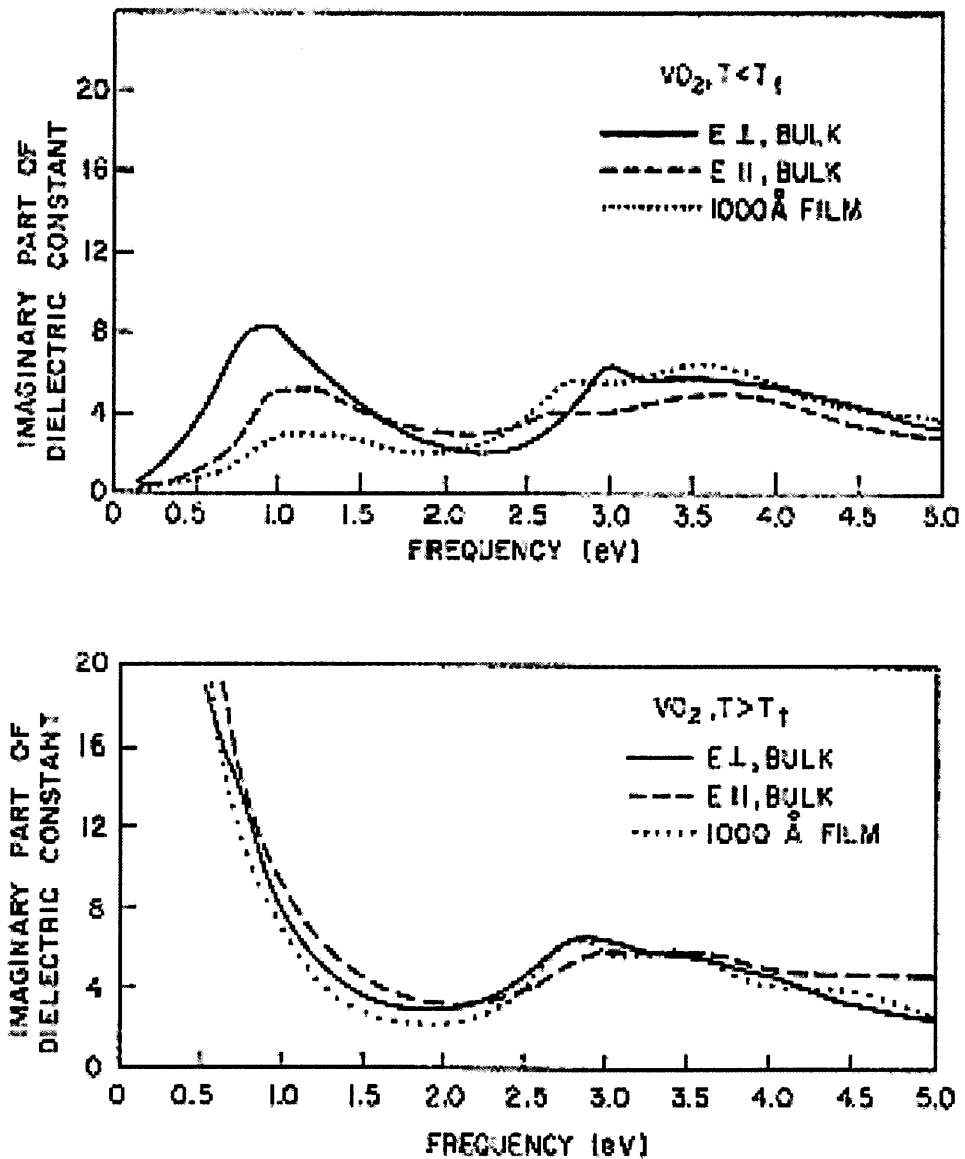 VO2, T<Tt
E ⊥, BULK
E II, BULK
1000 Å FILM
IMAGINARY PART OF
DIELECTRIC CONSTANT
20
16
12
8
4
0
0 0.5 1.0 1.5 2.0 2.5 3.0 3.5 4.0 4.5 5.0
FREQUENCY (eV)
VO2, T>Tt
E ⊥, BULK
E II, BULK
1000 Å FILM
IMAGINARY PART OF
DIELECTRIC CONSTANT
20
16
12
8
4
0
0 0.5 1.0 1.5 2.0 2.5 3.0 3.5 4.0 4.5 5.0
FREQUENCY (eV)